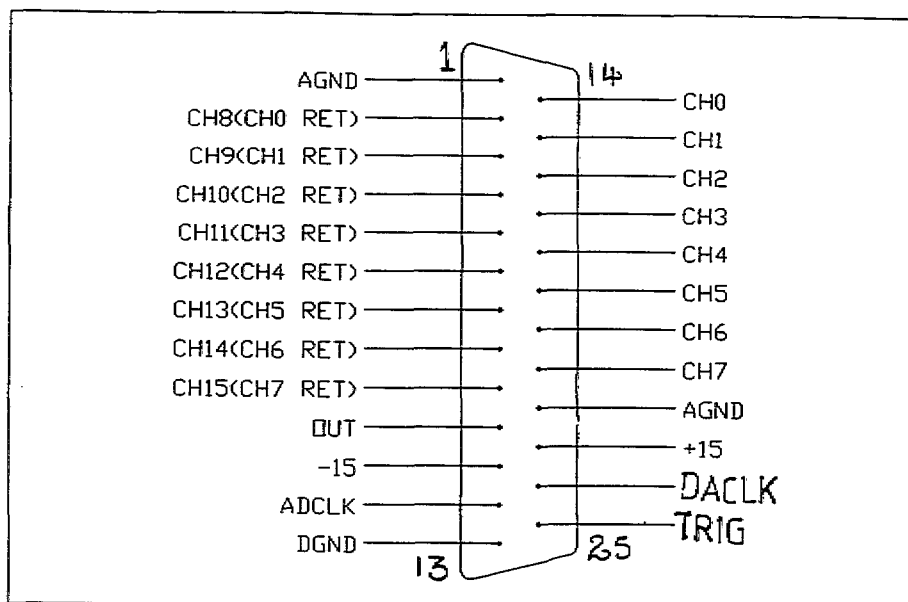 1
14
AGND
CH8(CH0 RET)
CH9(CH1 RET)
CH10(CH2 RET)
CH11(CH3 RET)
CH12(CH4 RET)
CH13(CH5 RET)
CH14(CH6 RET)
CH15(CH7 RET)
OUT
-15
ADCLK
DGND
13
CH0
CH1
CH2
CH3
CH4
CH5
CH6
CH7
AGND
+15
DACLK
TRIG
25